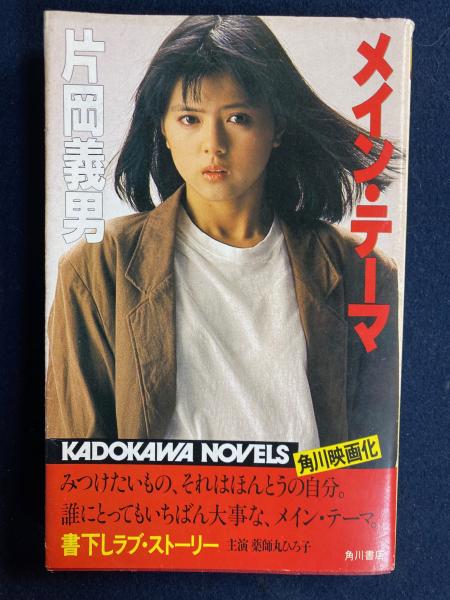 メイン・テーマ
片岡義男
KADOKAWA NOVELS
角川映画化
みつけたいもの、それはほんとうの自分。
誰にとってもいちばん大事な、メイン・テーマ。
書下しラブ・ストーリー 主演 薬師丸ひろ子
角川書店